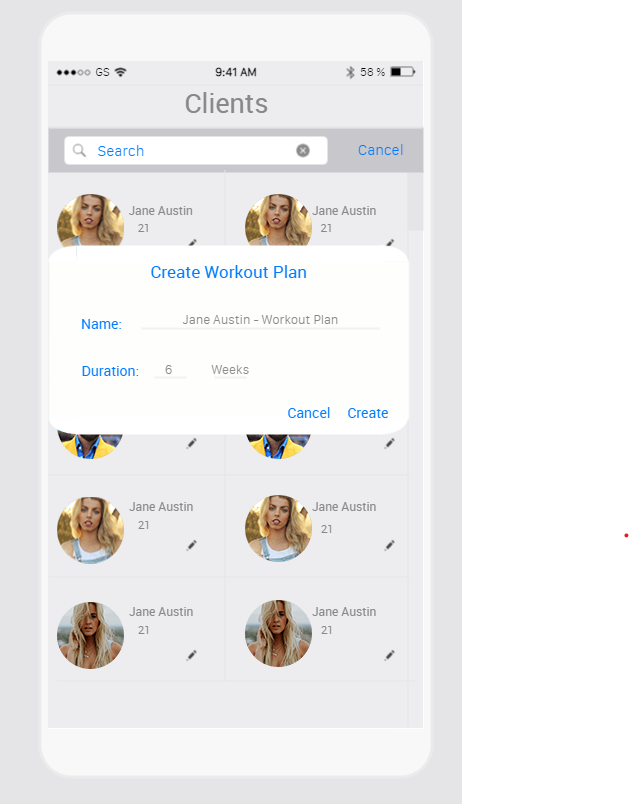 GS 9:41 AM 58 %
Clients
Search Cancel
Jane Austin Jane Austin
21 21
Create Workout Plan
Name: Jane Austin - Workout Plan
Duration: 6 Weeks
Cancel Create
Jane Austin Jane Austin
21 21
Jane Austin Jane Austin
21 21